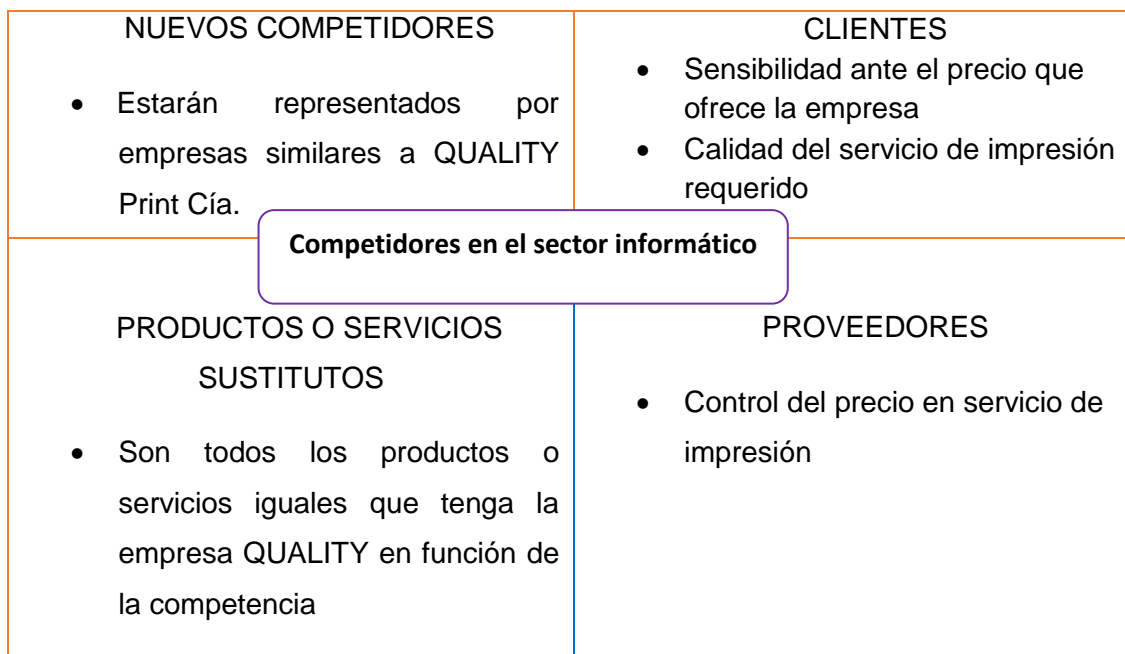 NUEVOS COMPETIDORES
• Estarán representados por
empresas similares a QUALITY
Print Cía.
CLIENTES
• Sensibilidad ante el precio que
ofrece la empresa
• Calidad del servicio de impresión
requerido
Competidores en el sector informático
PRODUCTOS O SERVICIOS
SUSTITUTOS
• Son todos los productos o
servicios iguales que tenga la
empresa QUALITY en función de
la competencia
PROVEEDORES
• Control del precio en servicio de
impresión